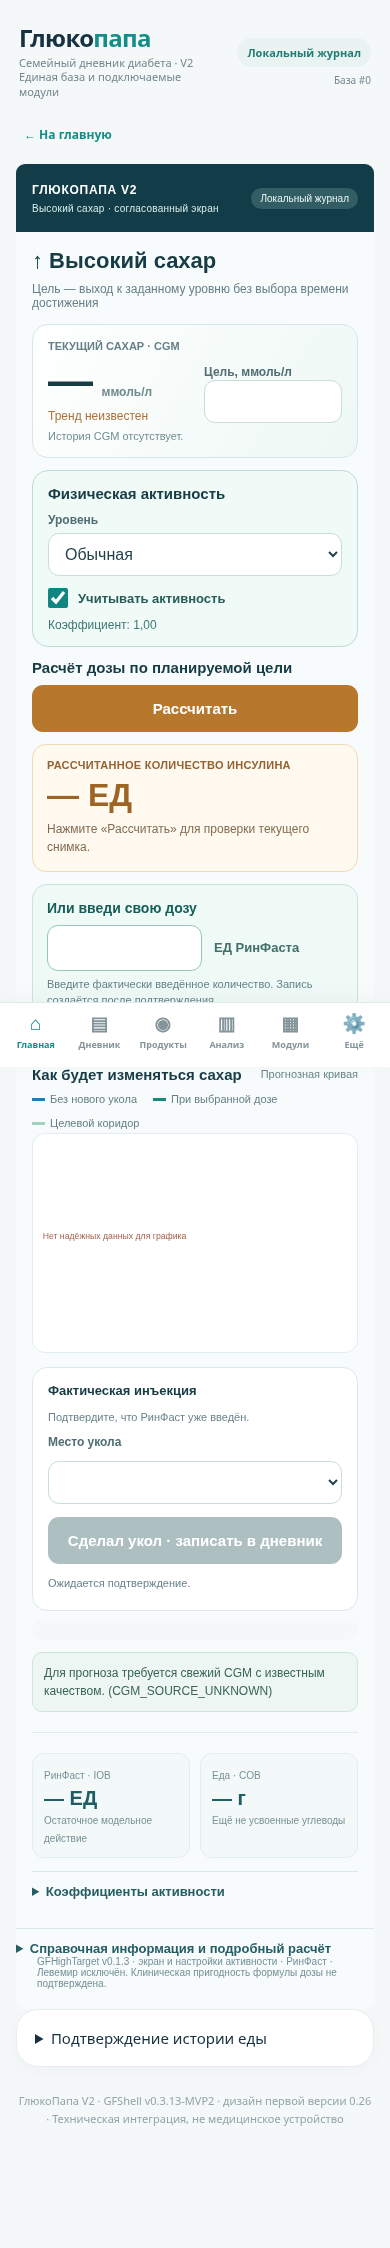 Глюкопапа
Семейный дневник диабета · V2
Единая база и подключаемые
модули
Локальный журнал
База #0
← На главную
ГЛЮКОПАПА V2
Высокий сахар · согласованный экран
Локальный журнал
↑ Высокий сахар
Цель — выход к заданному уровню без выбора времени
достижения
ТЕКУЩИЙ САХАР · CGM
— ммоль/л
Тренд неизвестен
История CGM отсутствует.
Цель, ммоль/л
Физическая активность
Уровень
Обычная
Учитывать активность
Коэффициент: 1,00
Расчёт дозы по планируемой цели
Рассчитать
РАССЧИТАННОЕ КОЛИЧЕСТВО ИНСУЛИНА
— ЕД
Нажмите «Рассчитать» для проверки текущего
снимка.
Или введи свою дозу
ЕД РинФаста
Введите фактически введённое количество. Запись
создаётся после подтверждения.
Главная
Дневник
Продукты
Анализ
Модули
Ещё
Как будет изменяться сахар
Прогнозная кривая
Без нового укола
При выбранной дозе
Целевой коридор
Нет надёжных данных для графика
Фактическая инъекция
Подтвердите, что РинФаст уже введён.
Место укола
Сделал укол · записать в дневник
Ожидается подтверждение.
Для прогноза требуется свежий CGM с известным
качеством. (CGM_SOURCE_UNKNOWN)
РинФаст · IOB
— ЕД
Остаточное модельное
действие
Еда · COB
— г
Ещё не усвоенные углеводы
Коэффициенты активности
Справочная информация и подробный расчёт
GFHighTarget v0.1.3 · экран и настройки активности · РинФаст ·
Левемир исключён. Клиническая пригодность формулы дозы не
подтверждена.
Подтверждение истории еды
ГлюкоПапа V2 · GFShell v0.3.13-MVP2 · дизайн первой версии 0.26
· Техническая интеграция, не медицинское устройство